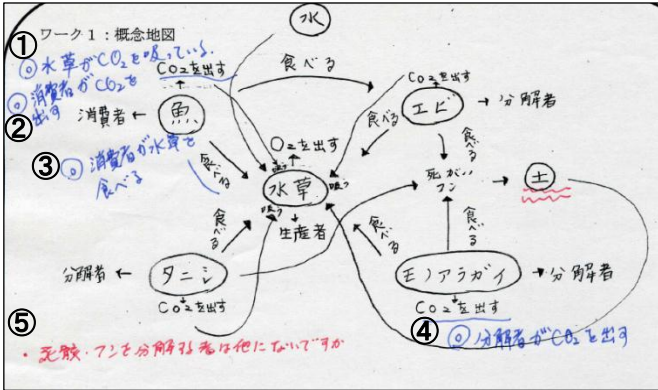 ワーク1：概念地図
水
①
◎水草がCO₂を吸っている。
CO₂を出す
食べる
CO₂を出す
◎消費者がCO₂を
出す
②
消費者
魚
エビ
分解者
食べる
O₂を出す
食べる
③
◎消費者が水草を
食べる
食べる
吸う
水草
吸う
死がい
フン
土
吸う
生産者
食べる
食べる
食べる
分解者
タニシ
モノアラガイ
分解者
CO₂を出す
CO₂を出す
⑤
④
◎分解者がCO₂を出す
・死骸・フンを分解する者は他にないですか